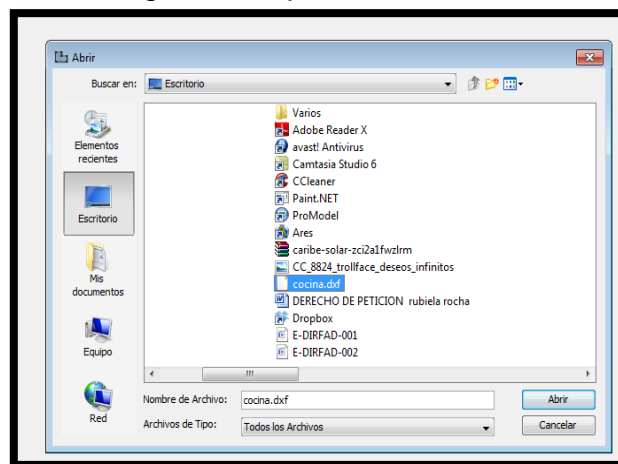 Abrir
Buscar en: Escritorio
Elementos recientes
Escritorio
Mis documentos
Equipo
Red
Varios
Adobe Reader X
avast! Antivirus
Camtasia Studio 6
CCleaner
Paint.NET
ProModel
Ares
caribe-solar-zci2a1fwzlrm
CC_8824_trollface_deseos_infinitos
cocina.dxf
DERECHO DE PETICION rubiela rocha
Dropbox
E-DIRFAD-001
E-DIRFAD-002
Nombre de Archivo: cocina.dxf Abrir
Archivos de Tipo: Todos los Archivos Cancelar